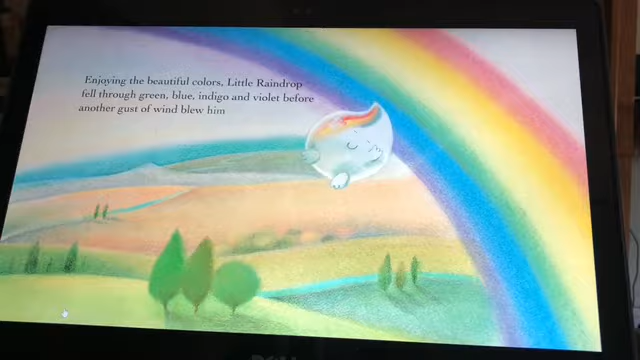 Enjoying the beautiful colors, Little Raindrop
fell through green, blue, indigo and violet before
another gust of wind blew him